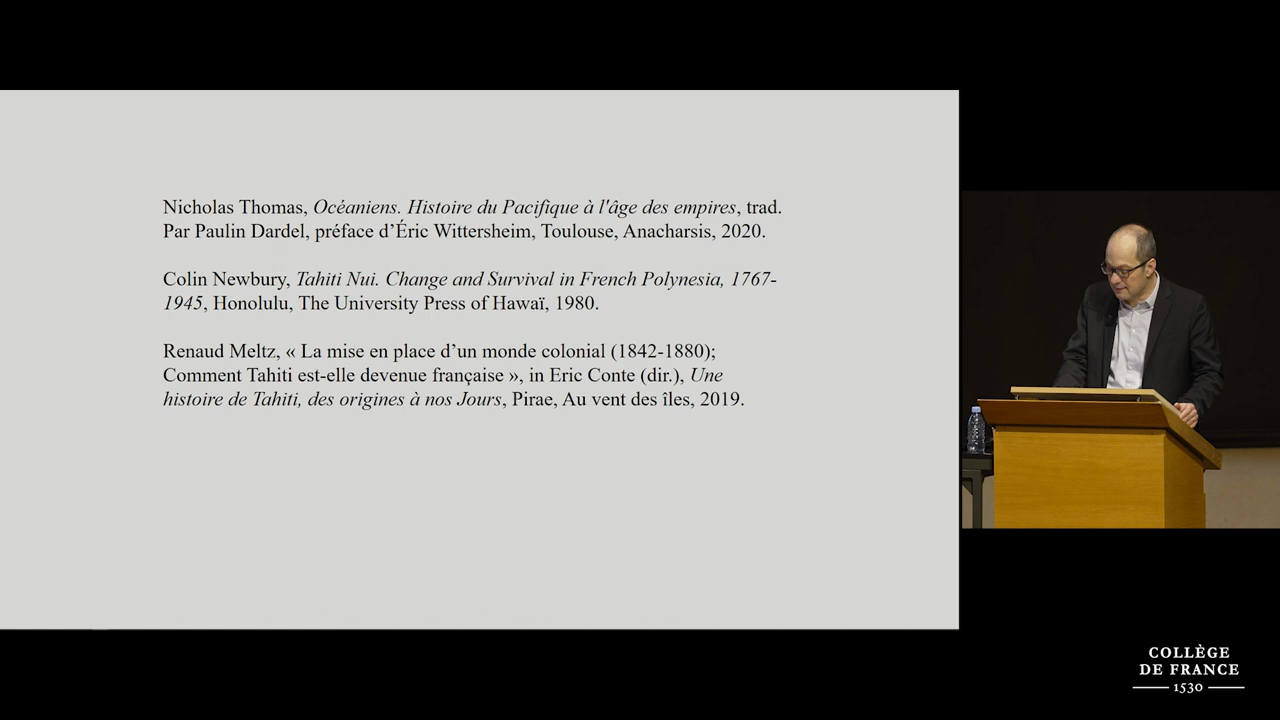 Nicholas Thomas, Océaniens. Histoire du Pacifique à l'âge des empires, trad.
Par Paulin Dardel, préface d’Éric Wittersheim, Toulouse, Anacharsis, 2020.
Colin Newbury, Tahiti Nui. Change and Survival in French Polynesia, 1767-
1945, Honolulu, The University Press of Hawaï, 1980.
Renaud Meltz, « La mise en place d’un monde colonial (1842-1880);
Comment Tahiti est-elle devenue française », in Eric Conte (dir.), Une
histoire de Tahiti, des origines à nos Jours, Pirae, Au vent des îles, 2019.
COLLÈGE
DE FRANCE
1530